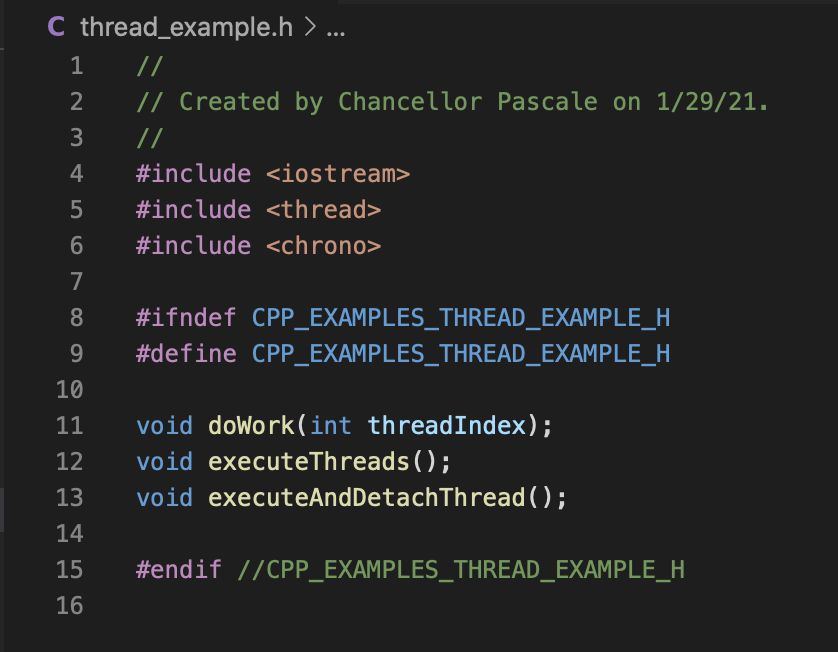 C thread_example.h > ...
1 //
2 // Created by Chancellor Pascale on 1/29/21.
3 //
4 #include <iostream>
5 #include <thread>
6 #include <chrono>
7
8 #ifndef CPP_EXAMPLES_THREAD_EXAMPLE_H
9 #define CPP_EXAMPLES_THREAD_EXAMPLE_H
10
11 void doWork(int threadIndex);
12 void executeThreads();
13 void executeAndDetachThread();
14
15 #endif //CPP_EXAMPLES_THREAD_EXAMPLE_H
16